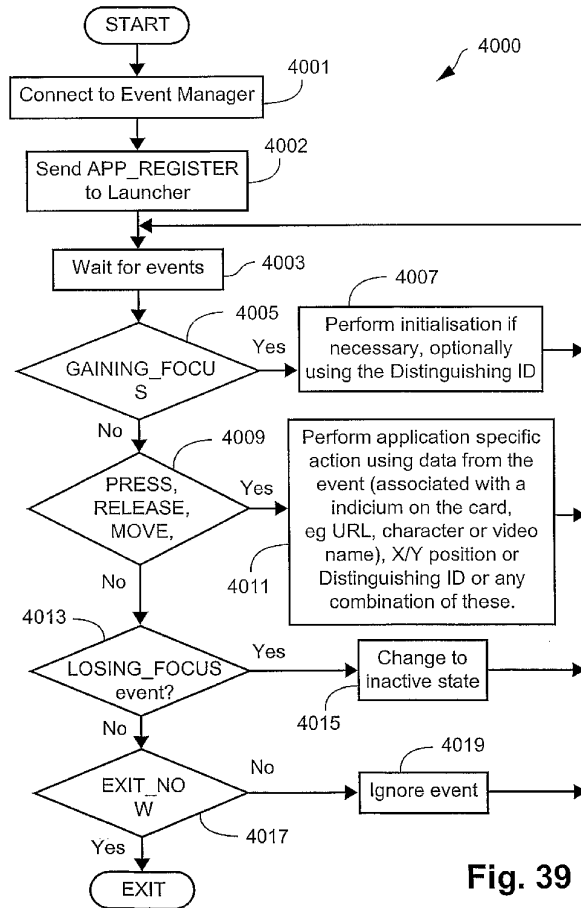 START
4000
4001
Connect to Event Manager
4002
Send APP_REGISTER
to Launcher
Wait for events
4003
4005
GAINING_FOCU
S
Yes
4007
Perform initialisation if
necessary, optionally
using the Distinguishing ID
No
4009
PRESS,
RELEASE,
MOVE,
Yes
Perform application specific
action using data from the
event (associated with a
indicium on the card,
eg URL, character or video
name), X/Y position or
Distinguishing ID or any
combination of these.
4011
No
4013
LOSING_FOCUS
event?
Yes
Change to
inactive state
4015
No
EXIT_NO
W
4017
No
4019
Ignore event
Yes
EXIT
Fig. 39